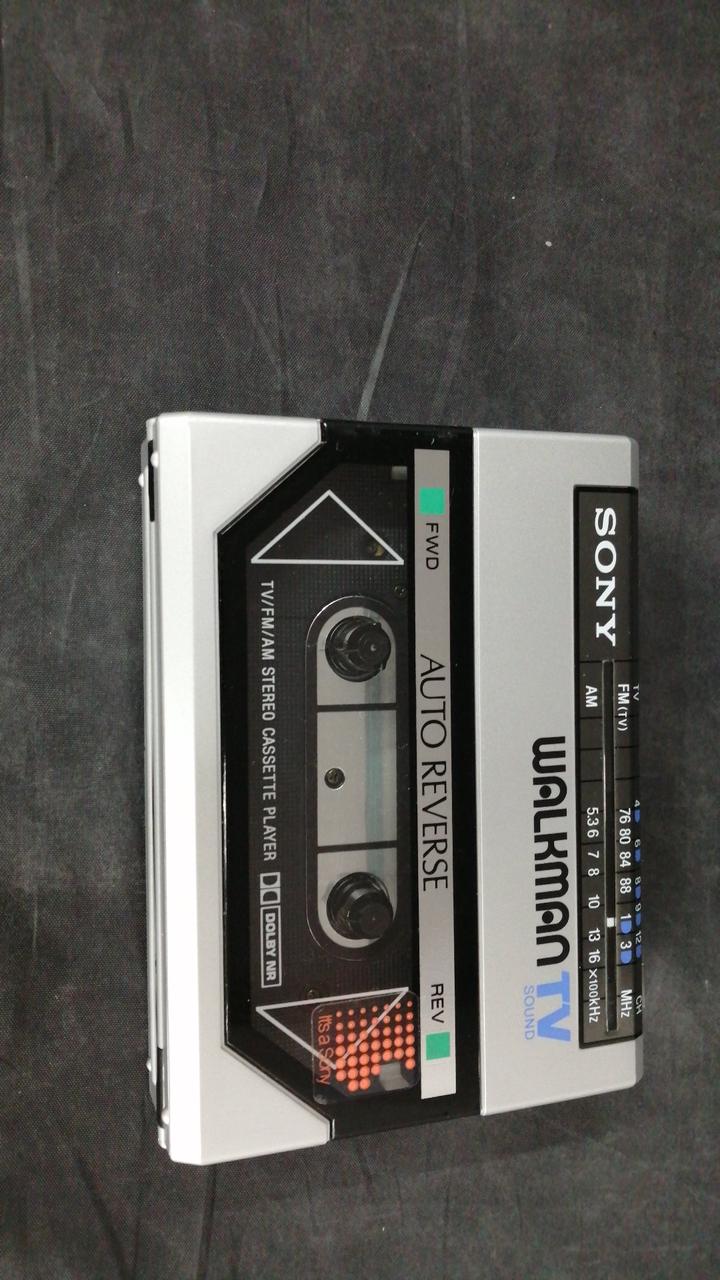 SONY
TV 4 6 8 9 12 CH
FM(TV) 76 80 84 88 1 3 MHz
AM 5.3 6 7 8 10 13 16 ×100kHz
WALKMAN TV
SOUND
FWD AUTO REVERSE REV
TV/FM/AM STEREO CASSETTE PLAYER DOLBY NR
It's a Sony